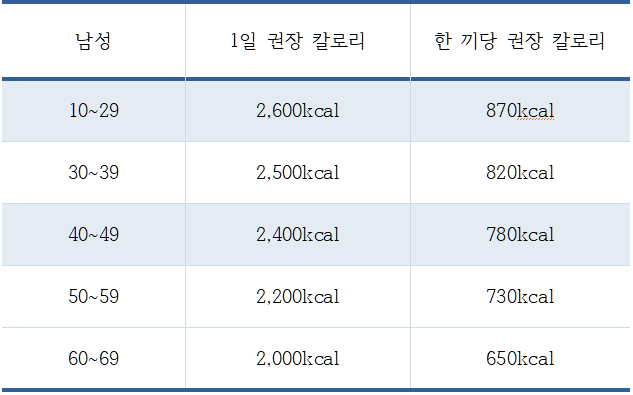 남성 1일 권장 칼로리 한 끼당 권장 칼로리
10~29 2,600kcal 870kcal
30~39 2,500kcal 820kcal
40~49 2,400kcal 780kcal
50~59 2,200kcal 730kcal
60~69 2,000kcal 650kcal